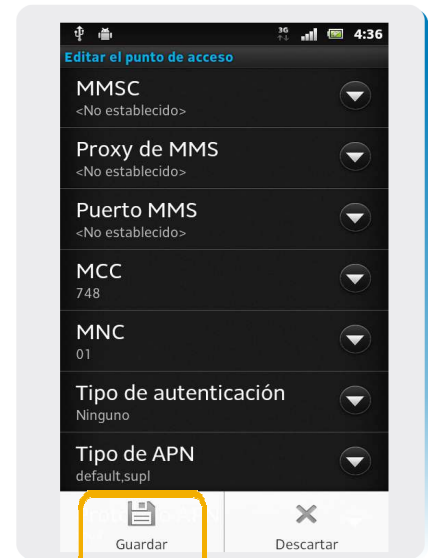 3G 4:36
Editar el punto de acceso
MMSC
<No establecido>
Proxy de MMS
<No establecido>
Puerto MMS
<No establecido>
MCC
748
MNC
01
Tipo de autenticación
Ninguno
Tipo de APN
default,supl
Guardar Descartar